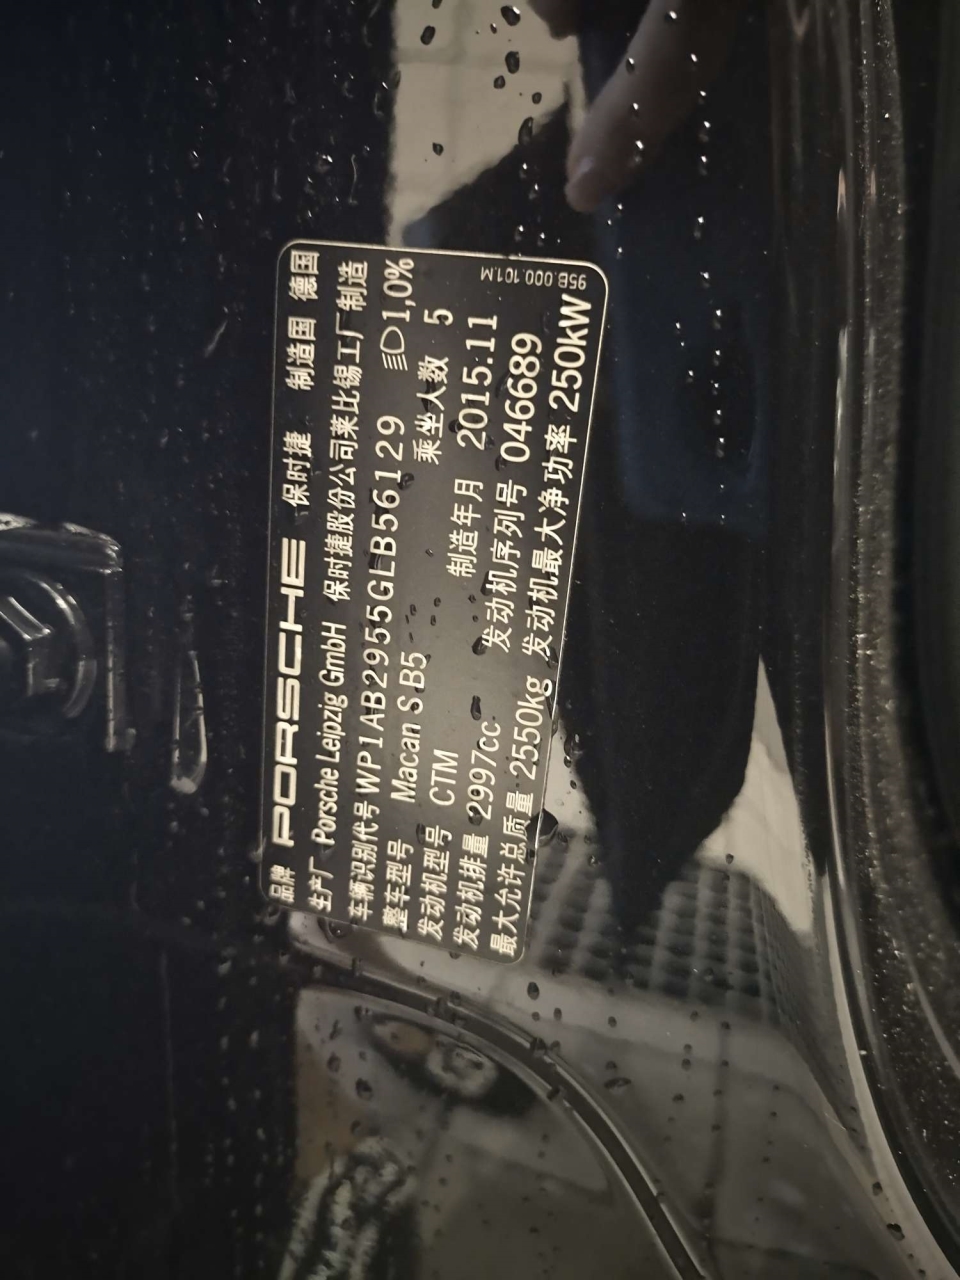 品牌 PORSCHE 保时捷 制造国 德国
生产厂 Porsche Leipzig GmbH 保时捷股份公司莱比锡工厂制造
车辆识别代号 WP1AB2955GLB56129 1,0%
整车型号 Macan S B5 乘坐人数 5
发动机型号 CTM 制造年月 2015.11
发动机排量 2997cc 发动机序列号 046689
最大允许总质量 2550kg 发动机最大净功率 250kW
95B.000.101.M